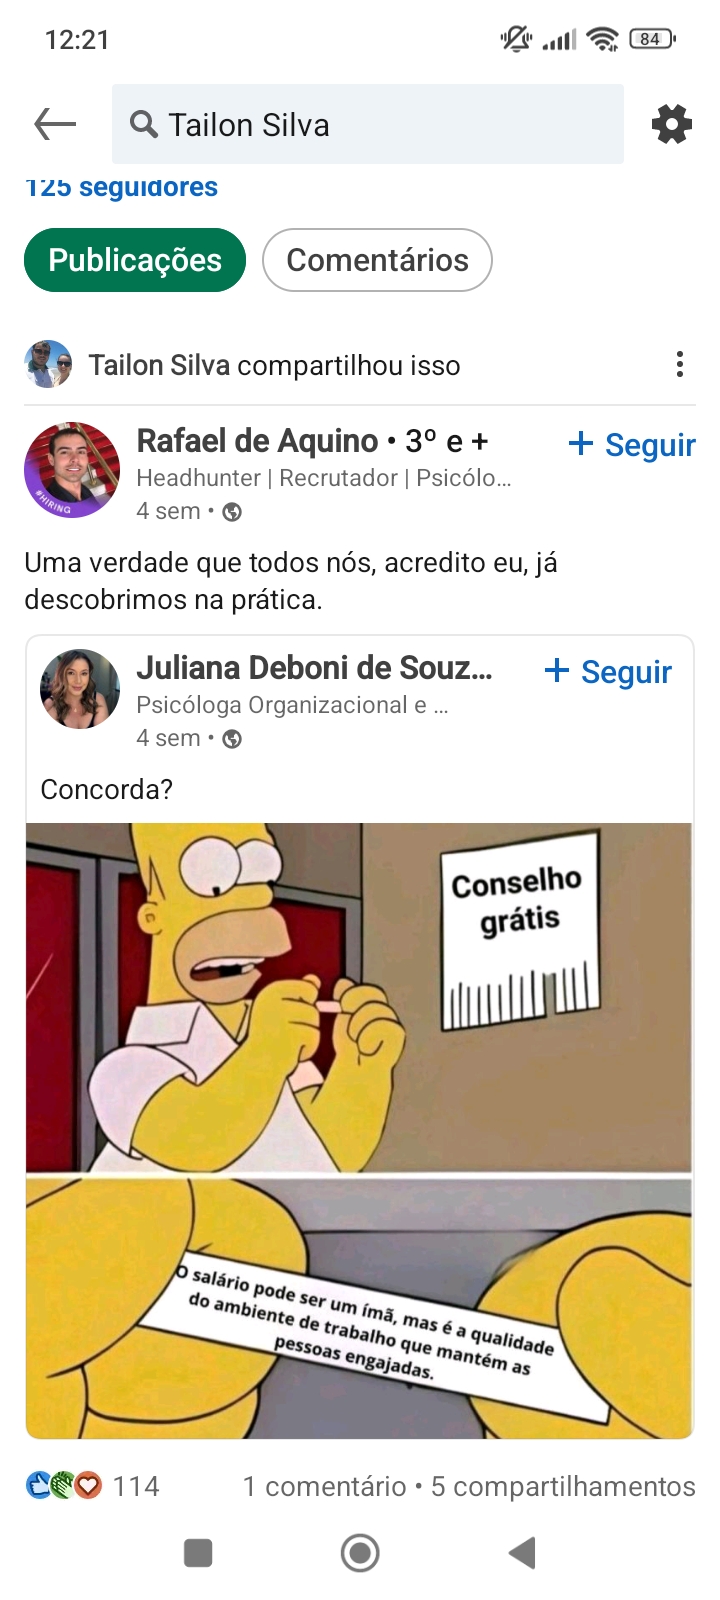 12:21
84
Tailon Silva
125 seguidores
Publicações
Comentários
Tailon Silva compartilhou isso
Rafael de Aquino • 3º e +
+ Seguir
Headhunter | Recrutador | Psicólo...
4 sem •
#HIRING
Uma verdade que todos nós, acredito eu, já
descobrimos na prática.
Juliana Deboni de Souz...
+ Seguir
Psicóloga Organizacional e ...
4 sem •
Concorda?
Conselho
grátis
O salário pode ser um ímã, mas é a qualidade
do ambiente de trabalho que mantém as
pessoas engajadas.
114
1 comentário • 5 compartilhamentos